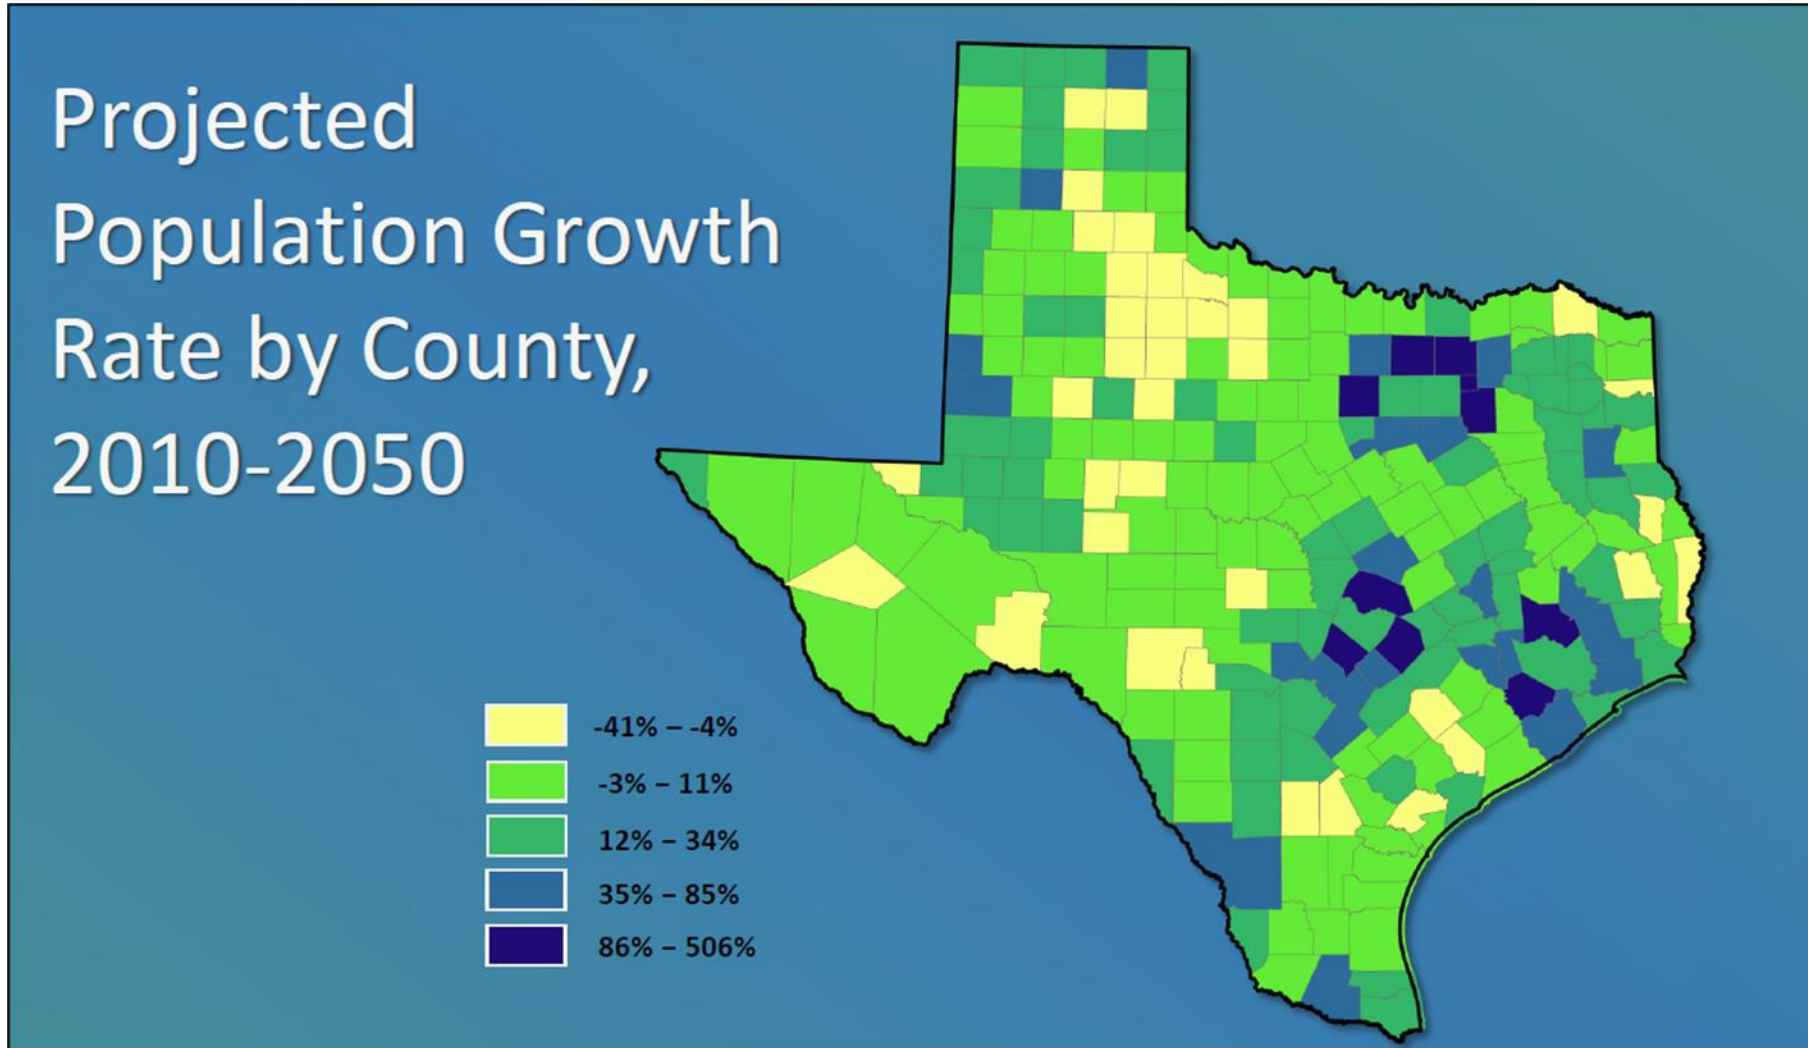 Projected
Population Growth
Rate by County,
2010-2050
-41% – -4%
-3% – 11%
12% – 34%
35% – 85%
86% – 506%